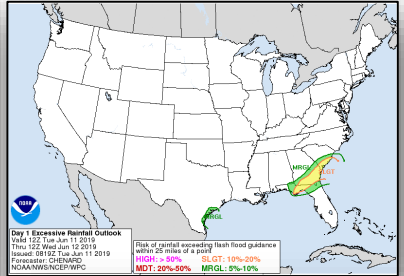 NOAA
MRGL
SLGT
MRGL
Day 1 Excessive Rainfall Outlook
Valid 12Z Tue Jun 11 2019
Thru 12Z Wed Jun 12 2019
Issued: 0819Z Tue Jun 11 2019
Forecaster: CHENARD
NOAA/NWS/NCEP/WPC
Risk of rainfall exceeding flash flood guidance
within 25 miles of a point
HIGH: > 50% SLGT: 10%-20%
MDT: 20%-50% MRGL: 5%-10%